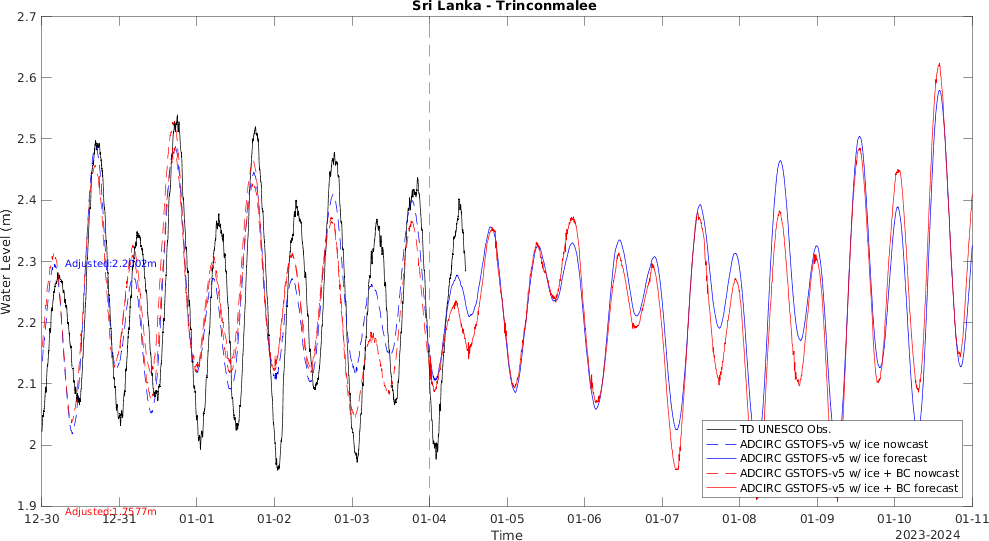 Sri Lanka - Trinconmalee
2.7
2.6
2.5
2.4
2.3
2.2
2.1
2
1.9
Water Level (m)
Adjusted:2.2602m
Adjusted:1.7577m
TD UNESCO Obs.
ADCIRC GSTOFS-v5 w/ ice nowcast
ADCIRC GSTOFS-v5 w/ ice forecast
ADCIRC GSTOFS-v5 w/ ice + BC nowcast
ADCIRC GSTOFS-v5 w/ ice + BC forecast
12-30 12-31 01-01 01-02 01-03 01-04 01-05 01-06 01-07 01-08 01-09 01-10 01-11
Time
2023-2024